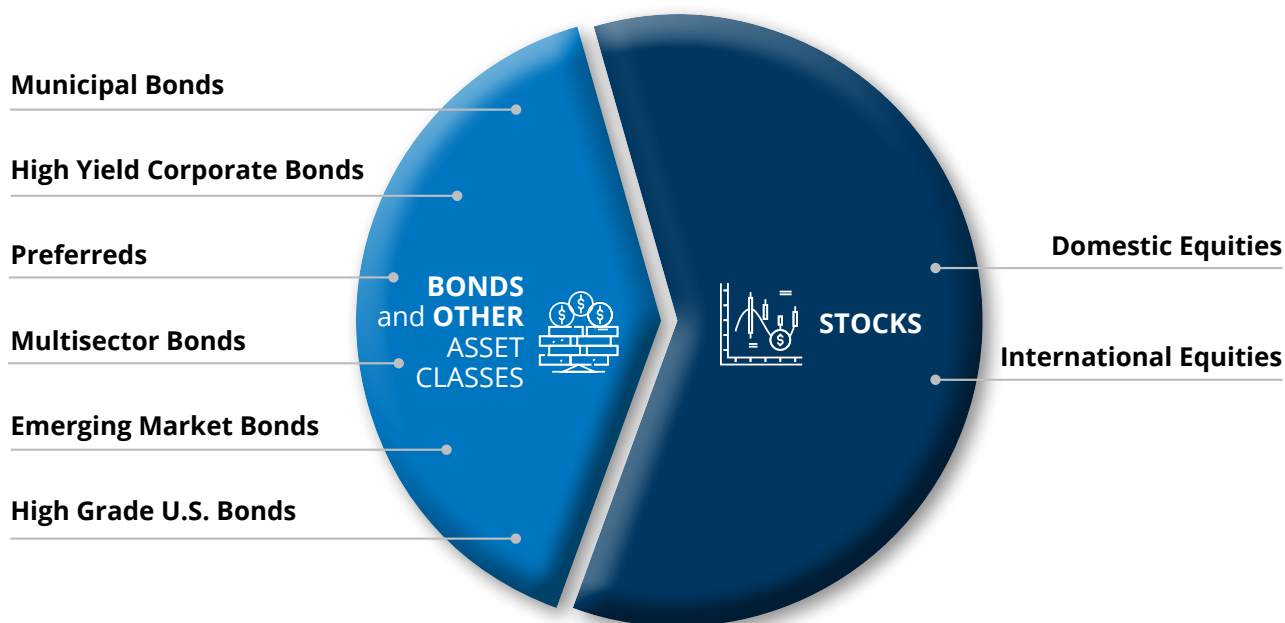 Municipal Bonds
High Yield Corporate Bonds
Preferreds
Multisector Bonds
Emerging Market Bonds
High Grade U.S. Bonds
BONDS
and OTHER
ASSET
CLASSES
$ $ $
$
STOCKS
Domestic Equities
International Equities